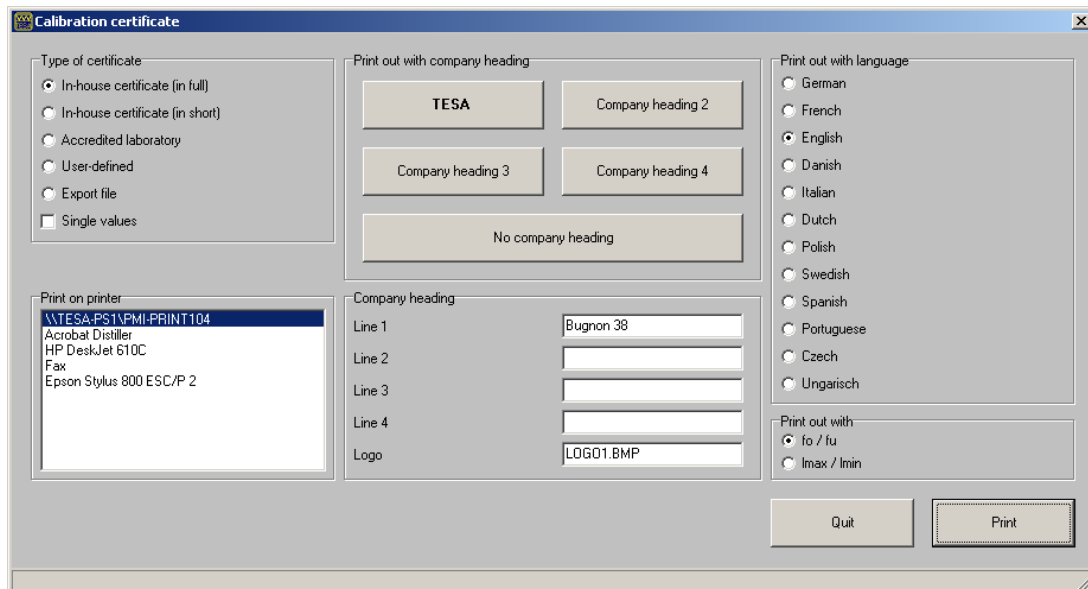 Calibration certificate
Type of certificate
In-house certificate (in full)
In-house certificate (in short)
Accredited laboratory
User-defined
Export file
Single values
Print out with company heading
TESA
Company heading 2
Company heading 3
Company heading 4
No company heading
Print out with language
German
French
English
Danish
Italian
Dutch
Polish
Swedish
Spanish
Portuguese
Czech
Ungarisch
Print on printer
\\TESA-PS1\PMI-PRINT104
Acrobat Distiller
HP DeskJet 610C
Fax
Epson Stylus 800 ESC/P 2
Company heading
Line 1 Bugnon 38
Line 2
Line 3
Line 4
Logo LOGO1.BMP
Print out with
fo / fu
Imax / Imin
Quit
Print